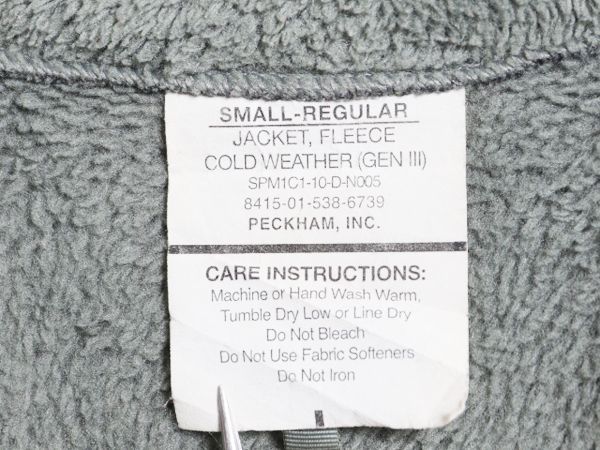 SMALL-REGULAR
JACKET, FLEECE
COLD WEATHER (GEN III)
SPM1C1-10-D-N005
8415-01-538-6739
PECKHAM, INC.
CARE INSTRUCTIONS:
Machine or Hand Wash Warm,
Tumble Dry Low or Line Dry
Do Not Bleach
Do Not Use Fabric Softeners
Do Not Iron